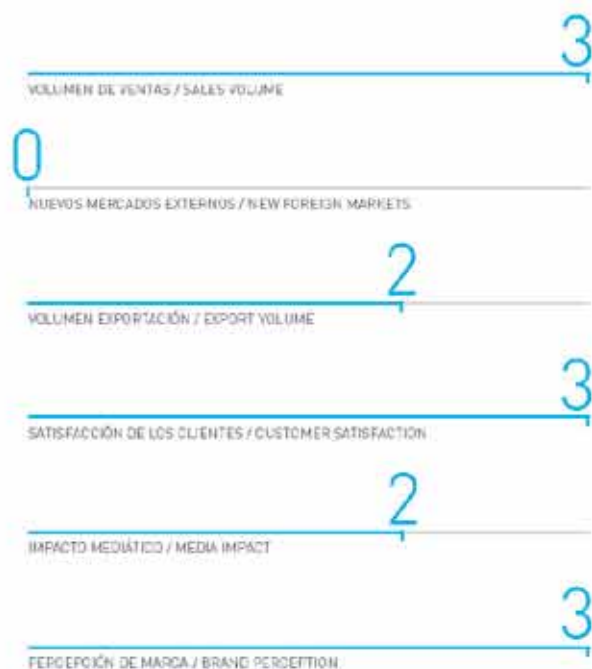 3
VOLUMEN DE VENTAS / SALES VOLUME
0
NUEVOS MERCADOS EXTERNOS / NEW FOREIGN MARKETS
2
VOLUMEN EXPORTACIÓN / EXPORT VOLUME
3
SATISFACCIÓN DE LOS CLIENTES / CUSTOMER SATISFACTION
2
IMPACTO MEDIÁTICO / MEDIA IMPACT
3
PERCEPCIÓN DE MARCA / BRAND PERCEPTION